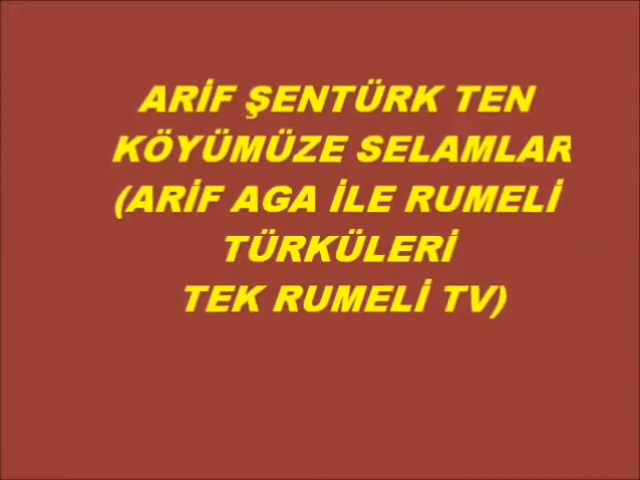 ARİF ŞENTÜRK TEN
KÖYÜMÜZE SELAMLAR
(ARİF AGA İLE RUMELİ
TÜRKÜLERİ
TEK RUMELİ TV)